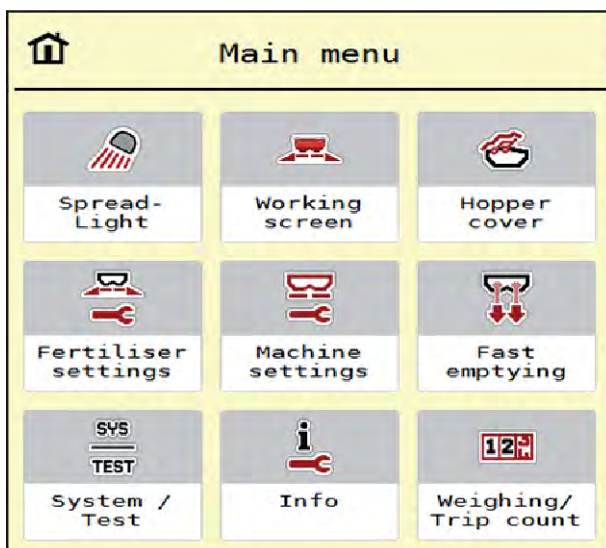 Main menu
Spread-
Light
Working
screen
Hopper
cover
Fertiliser
settings
Machine
settings
Fast
emptying
SYS
TEST
System /
Test
i
Info
12
Weighing/
Trip count